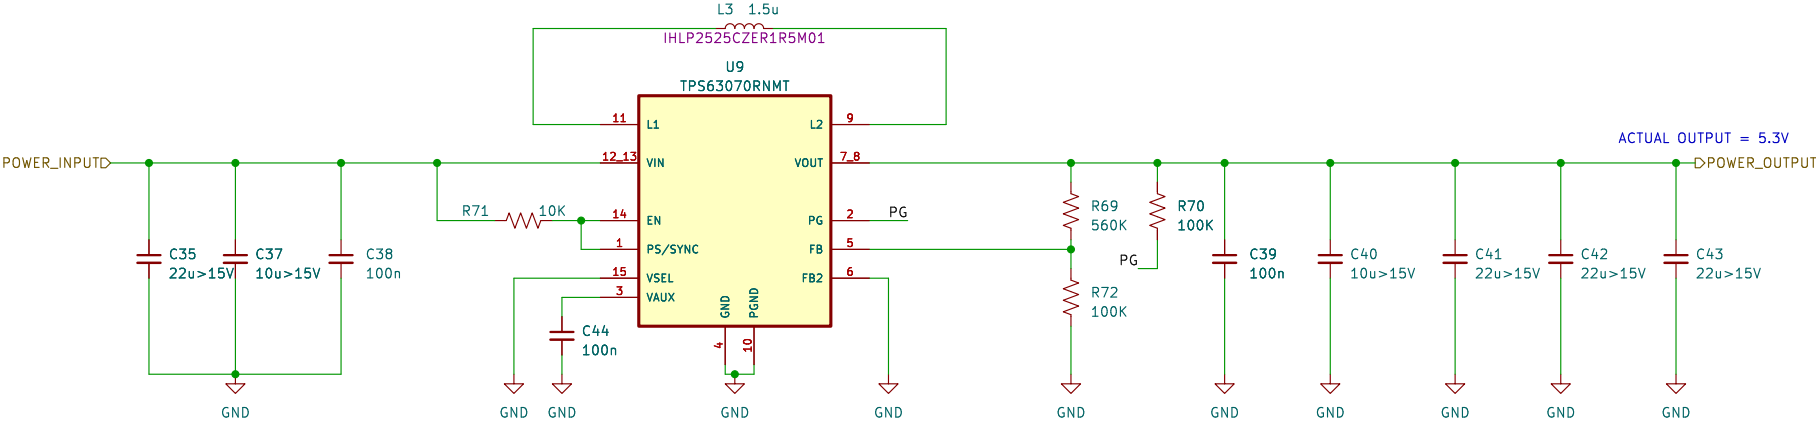 L3 1.5u
IHLP2525CZER1R5M01
U9
TPS63070RNMT
11 L1
L2 9
ACTUAL OUTPUT = 5.3V
POWER_INPUT
12_13 VIN
VOUT 7_8
POWER_OUTPUT
R71 10K
14 EN
PG 2 PG
R69
560K
R70
100K
1 PS/SYNC
FB 5
PG
C35
22u>15V
C37
10u>15V
C38
100n
C39
100n
C40
10u>15V
C41
22u>15V
C42
22u>15V
C43
22u>15V
15 VSEL
FB2 6
3 VAUX
GND
PGND
R72
100K
C44
100n
4
10
GND
GND
GND
GND
GND
GND
GND
GND
GND
GND
GND